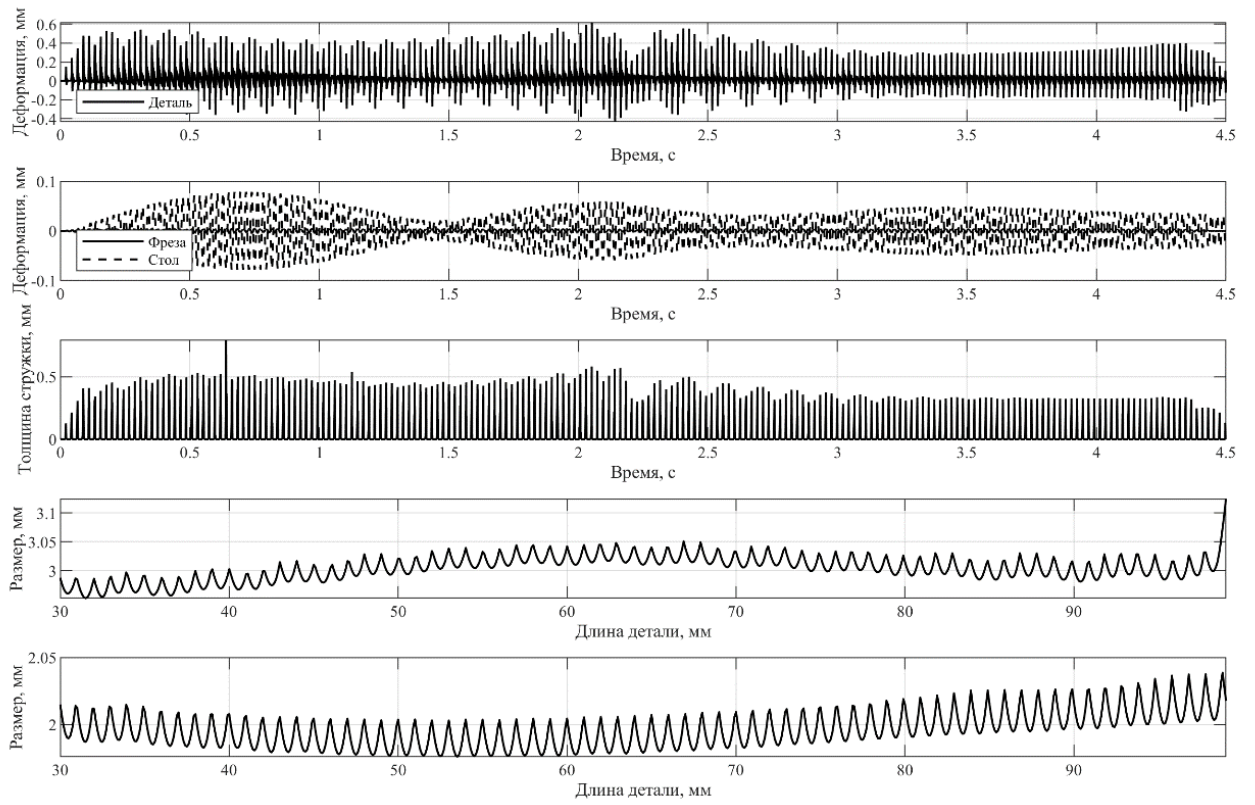 Деформация, мм
0.6
0.4
0.2
0
-0.2
-0.4
Деталь
0 0.5 1 1.5 2 2.5 3 3.5 4 4.5
Время, с
Деформация, мм
0.1
0
-0.1
Фреза
Стол
0 0.5 1 1.5 2 2.5 3 3.5 4 4.5
Время, с
Толщина стружки, мм
0.5
0
0 0.5 1 1.5 2 2.5 3 3.5 4 4.5
Время, с
Размер, мм
3.1
3.05
3
30 40 50 60 70 80 90
Длина детали, мм
Размер, мм
2.05
2
30 40 50 60 70 80 90
Длина детали, мм